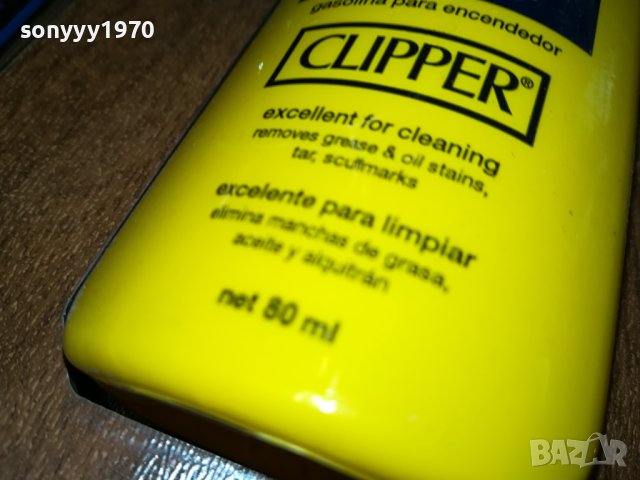 sonyyy1970
gasolina para encendedor
CLIPPER®
excellent for cleaning
removes grease & oil stains,
tar, scuffmarks
excelente para limpiar
elimina manchas de grasa,
aceite y alquitrán
net 80 ml
BAZAR